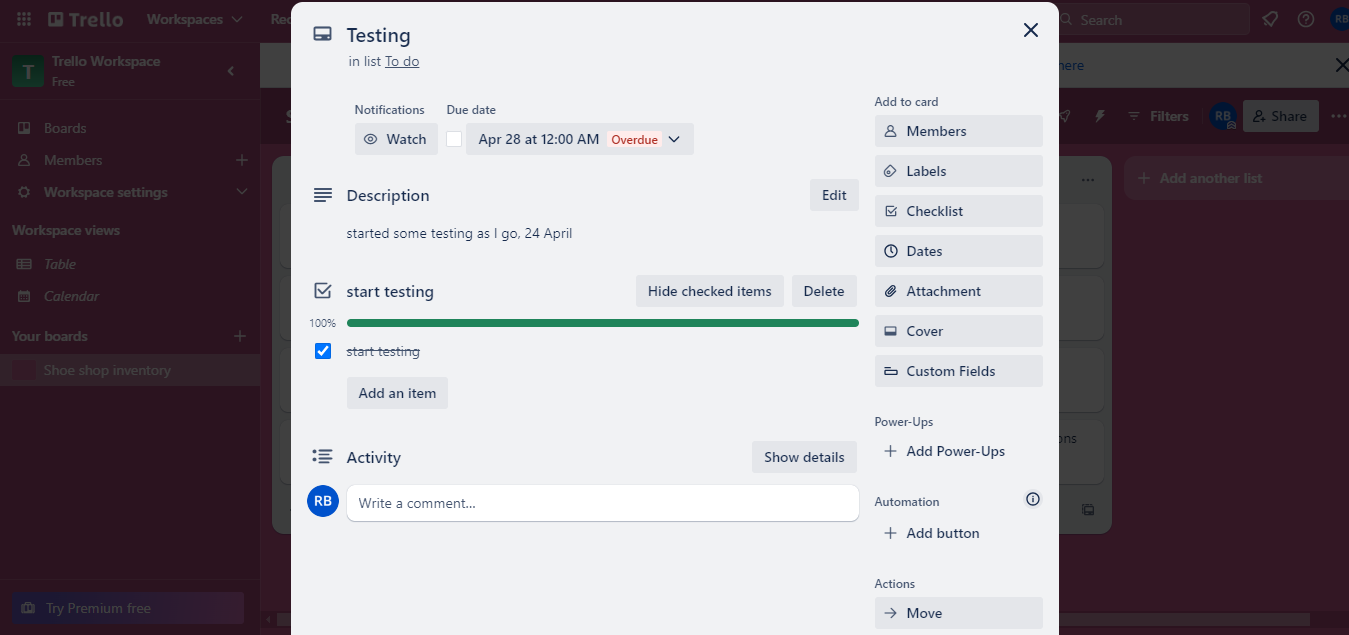 Trello
Workspaces
Search
RB
Trello Workspace
Free
T
Boards
Members
Workspace settings
Workspace views
Table
Calendar
Your boards
Shoe shop inventory
Try Premium free
Testing
in list To do
Notifications
Due date
Watch
Apr 28 at 12:00 AM Overdue
Description
Edit
started some testing as I go, 24 April
start testing
Hide checked items
Delete
100%
start testing
Add an item
Activity
Show details
RB
Write a comment...
Add to card
Members
Labels
Checklist
Dates
Attachment
Cover
Custom Fields
Power-Ups
Add Power-Ups
Automation
Add button
Actions
Move
here
Filters
RB
Share
Add another list